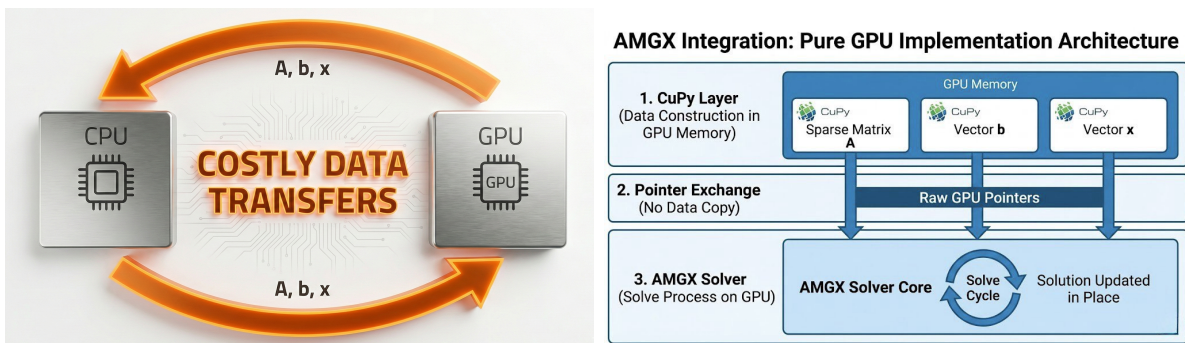 A, b, x
CPU
GPU
GPU
COSTLY DATA
TRANSFERS
A, b, x
AMGX Integration: Pure GPU Implementation Architecture
1. CuPy Layer
(Data Construction in
GPU Memory)
GPU Memory
CuPy
Sparse Matrix
A
CuPy
Vector b
CuPy
Vector x
2. Pointer Exchange
(No Data Copy)
Raw GPU Pointers
3. AMGX Solver
(Solve Process on GPU)
AMGX Solver Core
Solve
Cycle
Solution Updated
in Place